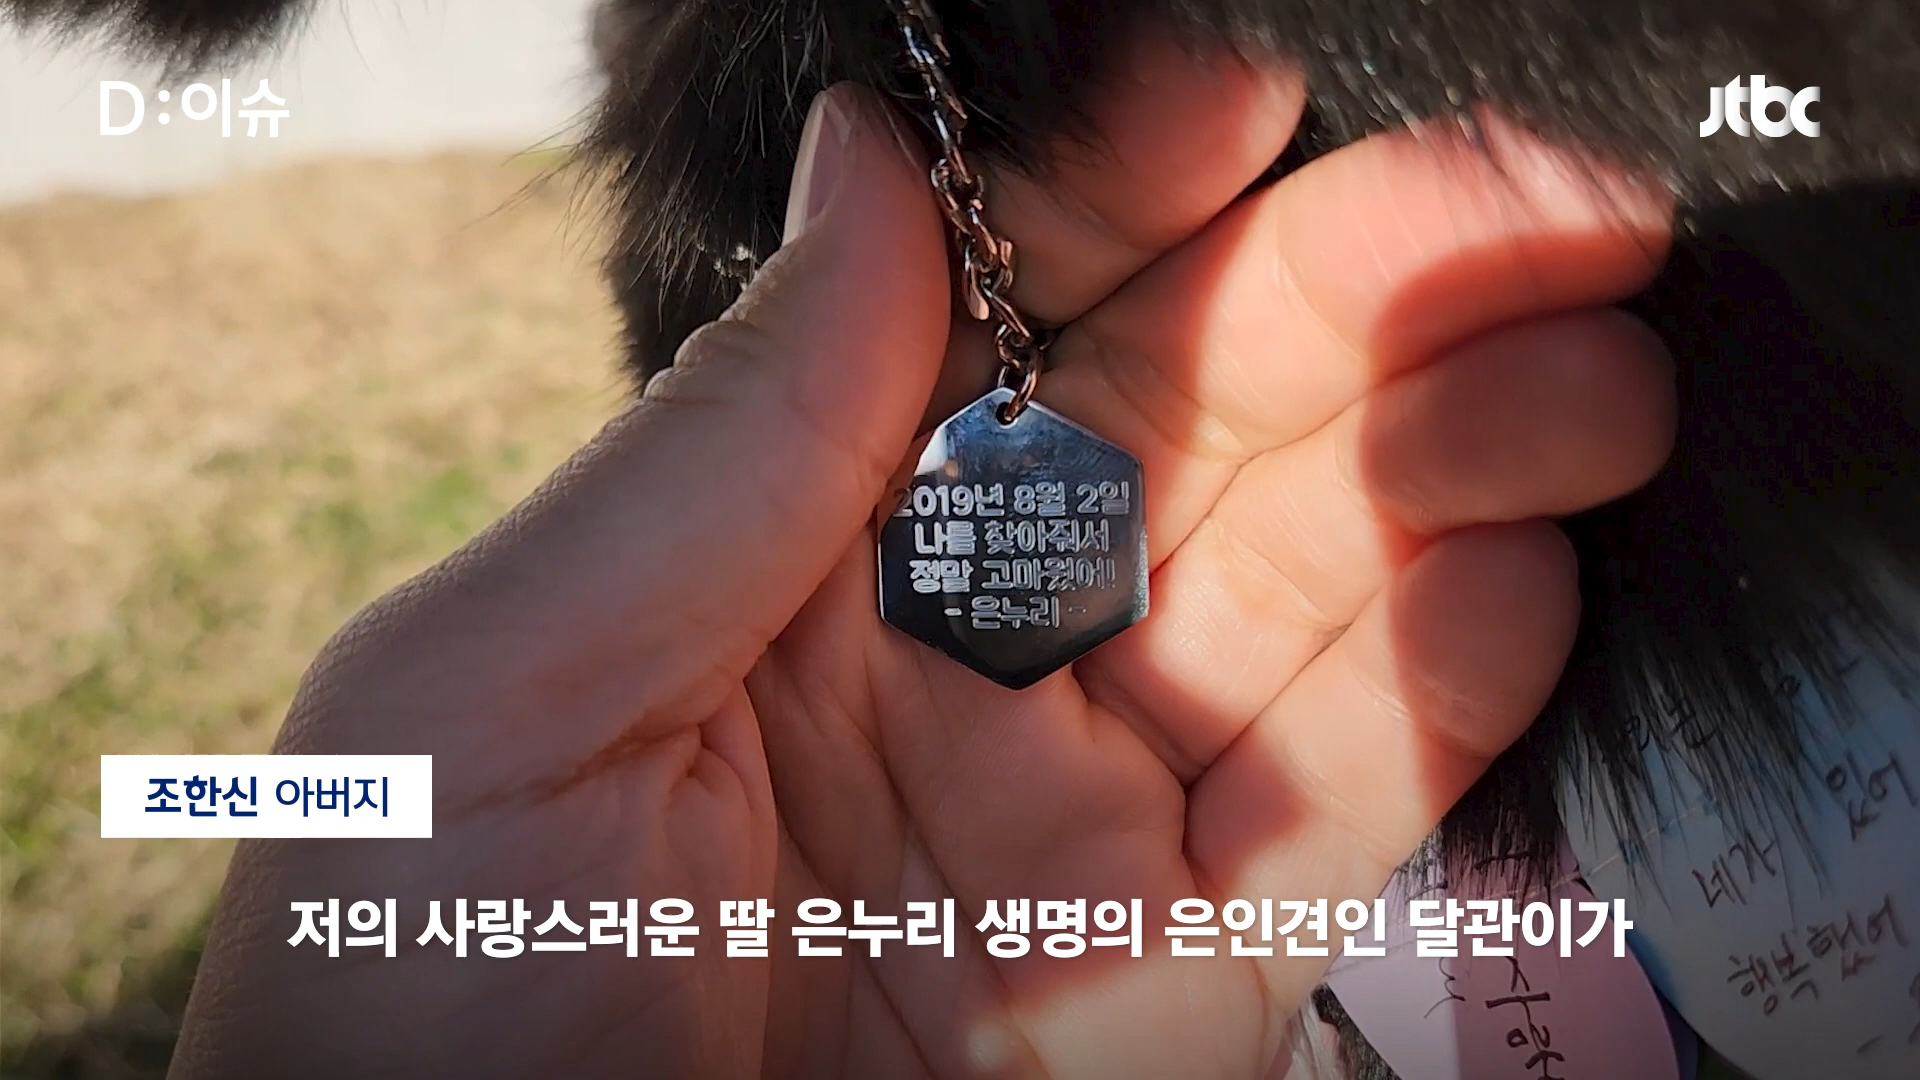 D:이슈
jtbc
2019년 8월 2일
나를 찾아줘서
정말 고마웠어!
- 은누리 -
네가 있어
행복했어
사랑
조한신 아버지
저의 사랑스러운 딸 은누리 생명의 은인견인 달관이가